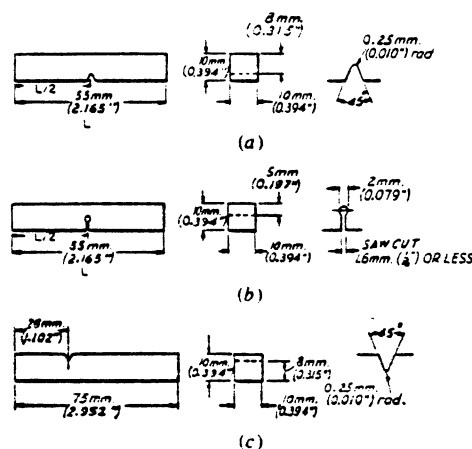 8mm
(0.315")
10mm
(0.394")
L/2
55mm
(2.165")
L
10mm.
(0.394")
0.25mm.
(0.010") rad
45°
(a)
5mm
(0.197")
10mm.
(0.394")
L/2
55mm
(2.165")
L
10mm.
(0.394")
2mm.
(0.079")
SAW CUT
1.6mm. OR LESS
(b)
28mm.
(1.102")
75mm
(2.952")
10mm.
(0.394")
8mm
(0.315")
10mm.
(0.394")
45°
0.25mm.
(0.010") rad.
(c)